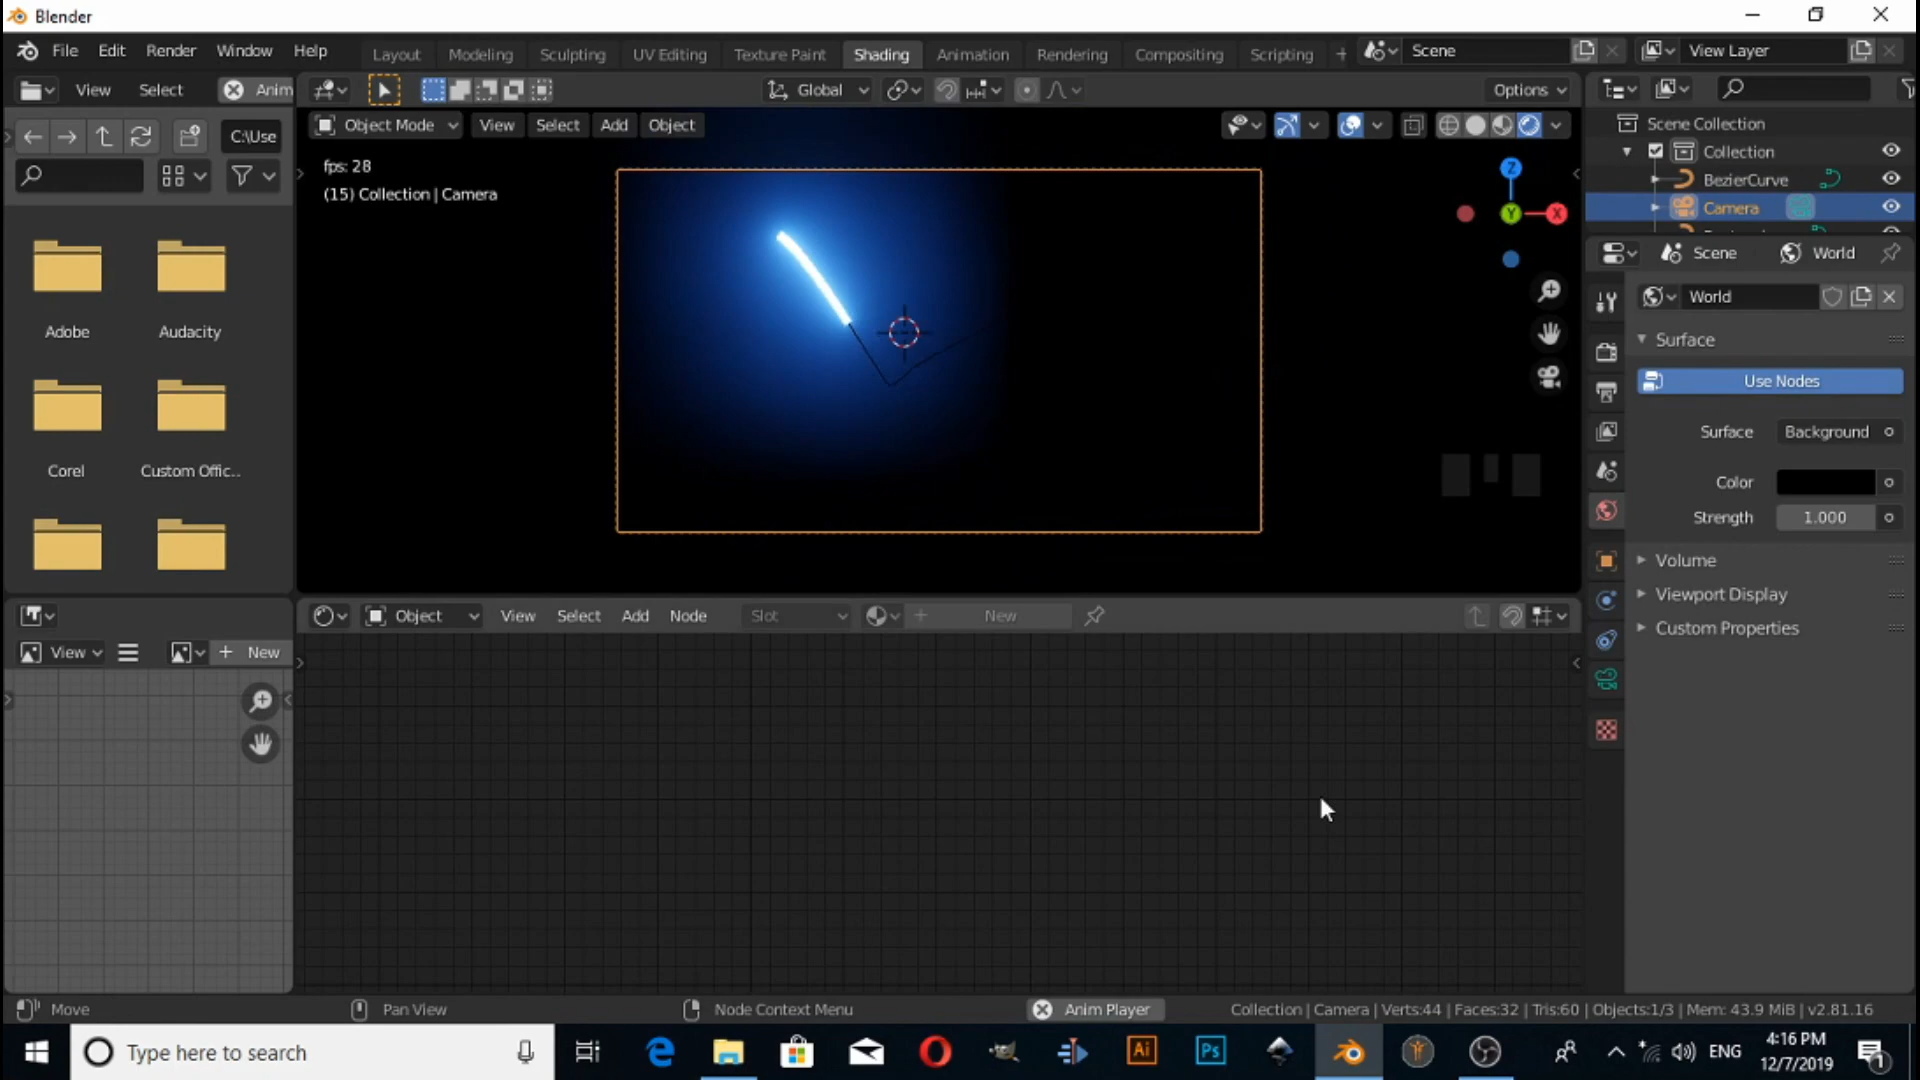 Blender
File Edit Render Window Help
Layout Modeling Sculpting UV Editing Texture Paint Shading Animation Rendering Compositing Scripting +
Scene
View Layer
View Select Anim
Global
Options
C:\Use
Object Mode View Select Add Object
fps: 28
(15) Collection | Camera
Z
Y
X
Scene Collection
Collection
BezierCurve
Camera
Scene World
World
Surface
Use Nodes
Surface Background
Color
Strength 1.000
Volume
Viewport Display
Custom Properties
Adobe Audacity
Corel Custom Offic..
Object View Select Add Node Slot New
View New
Move Pan View Node Context Menu Anim Player
Collection | Camera | Verts:44 | Faces:32 | Tris:60 | Objects:1/3 | Mem: 43.9 MiB | v2.81.16
Type here to search
Ai
Ps
ENG
4:16 PM
12/7/2019
1